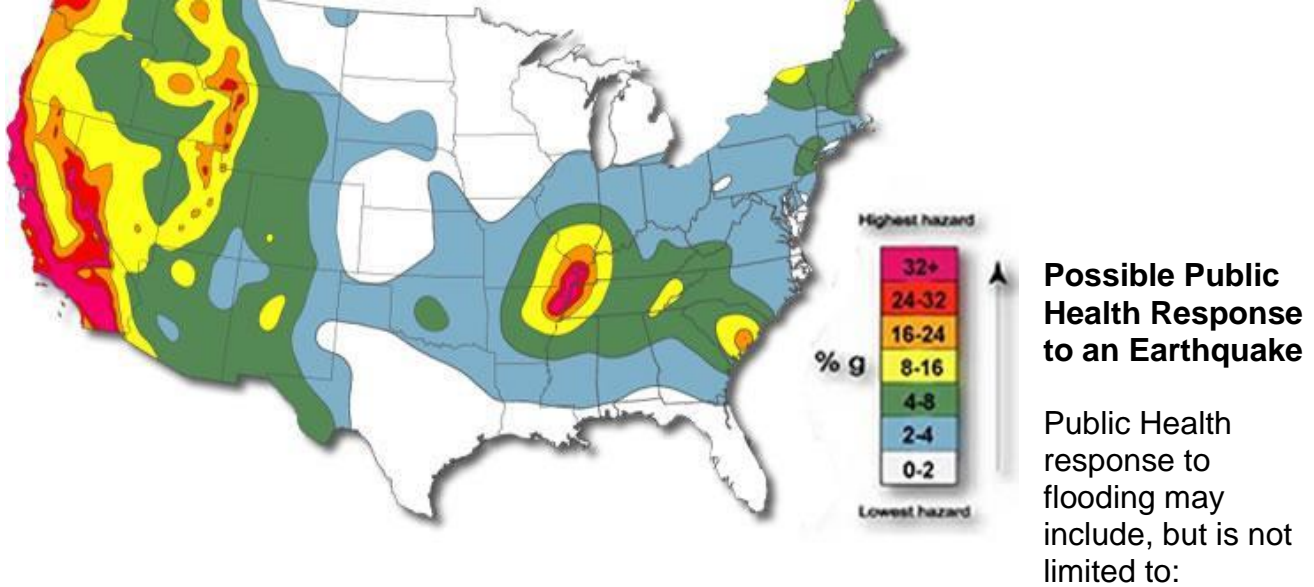 Highest hazard
32+
24-32
16-24
% g
8-16
4-8
2-4
0-2
Lowest hazard
Possible Public
Health Response
to an Earthquake
Public Health
response to
flooding may
include, but is not
limited to: